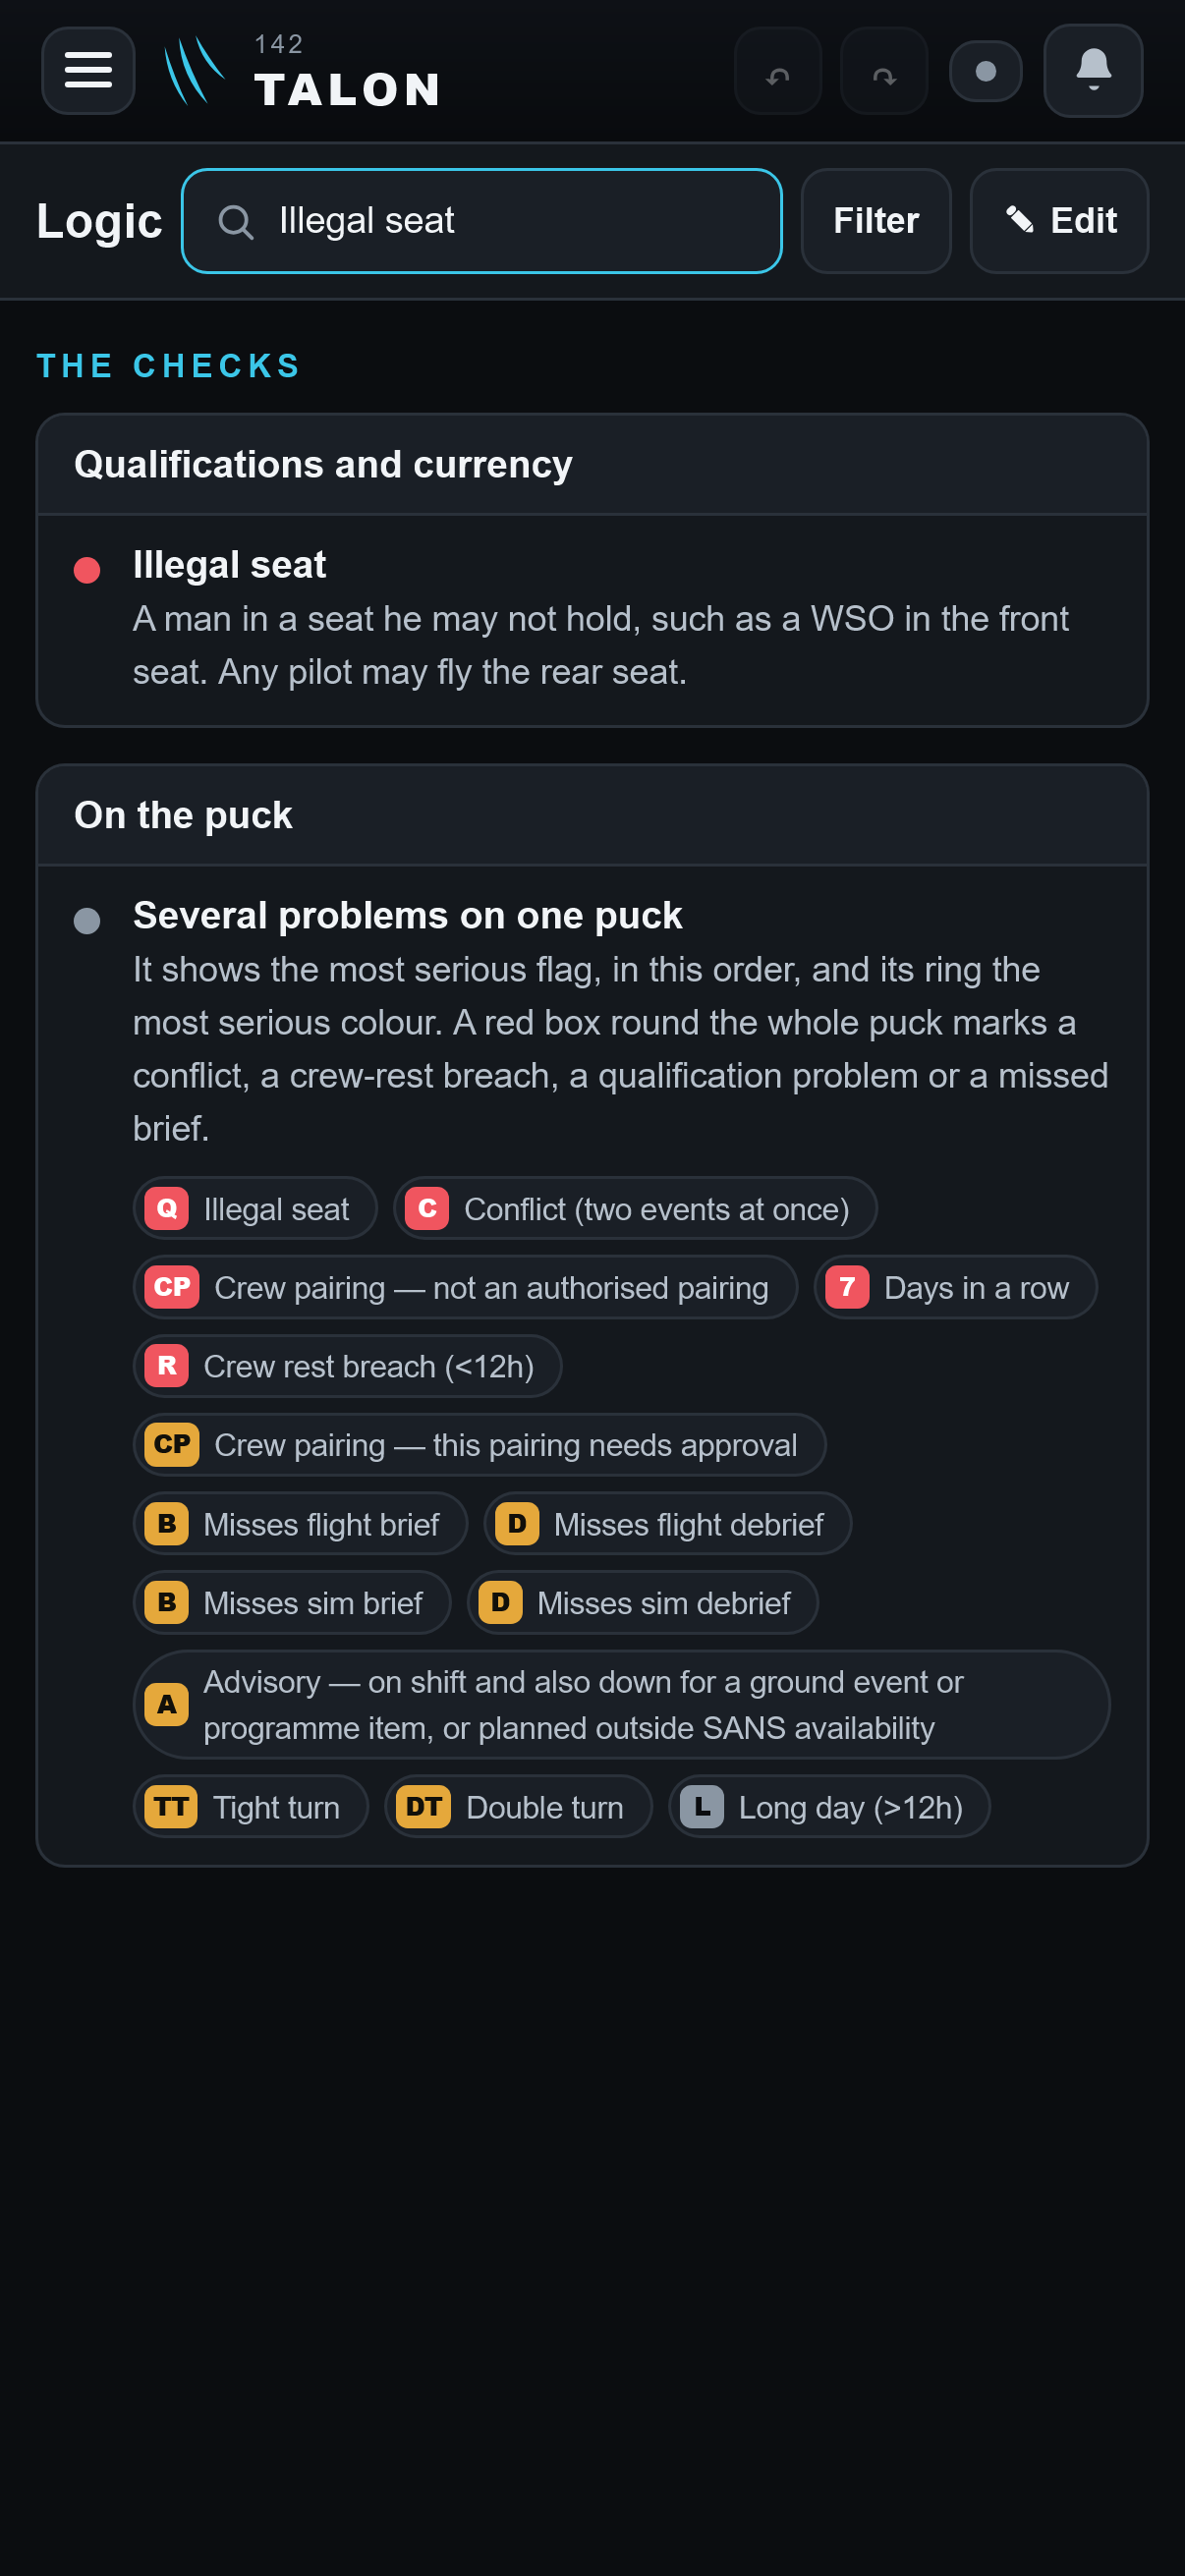 142
TALON
Logic
Illegal seat
Filter
Edit
THE CHECKS
Qualifications and currency
Illegal seat
A man in a seat he may not hold, such as a WSO in the front
seat. Any pilot may fly the rear seat.
On the puck
Several problems on one puck
It shows the most serious flag, in this order, and its ring the
most serious colour. A red box round the whole puck marks a
conflict, a crew-rest breach, a qualification problem or a missed
brief.
Q Illegal seat C Conflict (two events at once)
CP Crew pairing — not an authorised pairing 7 Days in a row
R Crew rest breach (<12h)
CP Crew pairing — this pairing needs approval
B Misses flight brief D Misses flight debrief
B Misses sim brief D Misses sim debrief
A Advisory — on shift and also down for a ground event or
programme item, or planned outside SANS availability
TT Tight turn DT Double turn L Long day (>12h)